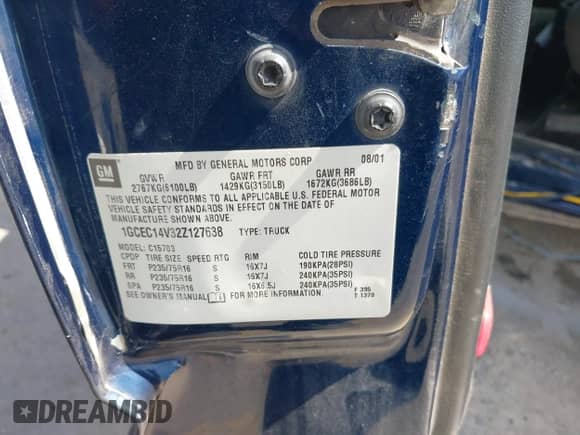 GM
MFD BY GENERAL MOTORS CORP 08/01
GVWR GAWR FRT GAWR RR
2767KG(6100LB) 1429KG(3150LB) 1672KG(3686LB)
THIS VEHICLE CONFORMS TO ALL APPLICABLE U.S. FEDERAL MOTOR
VEHICLE SAFETY STANDARDS IN EFFECT ON THE DATE OF
MANUFACTURE SHOWN ABOVE.
1GCEC14V32Z127638 TYPE: TRUCK
MODEL: C15703
CPDP TIRE SIZE SPEED RTG RIM COLD TIRE PRESSURE
FRT P235/75R16 S 16X7J 190KPA(28PSI)
RR P235/75R16 S 16X7J 240KPA(35PSI)
SPA P235/75R16 S 16X6.5J 240KPA(35PSI)
SEE OWNER'S MANUAL FOR MORE INFORMATION.
F 395
T 1370
DREAMBID